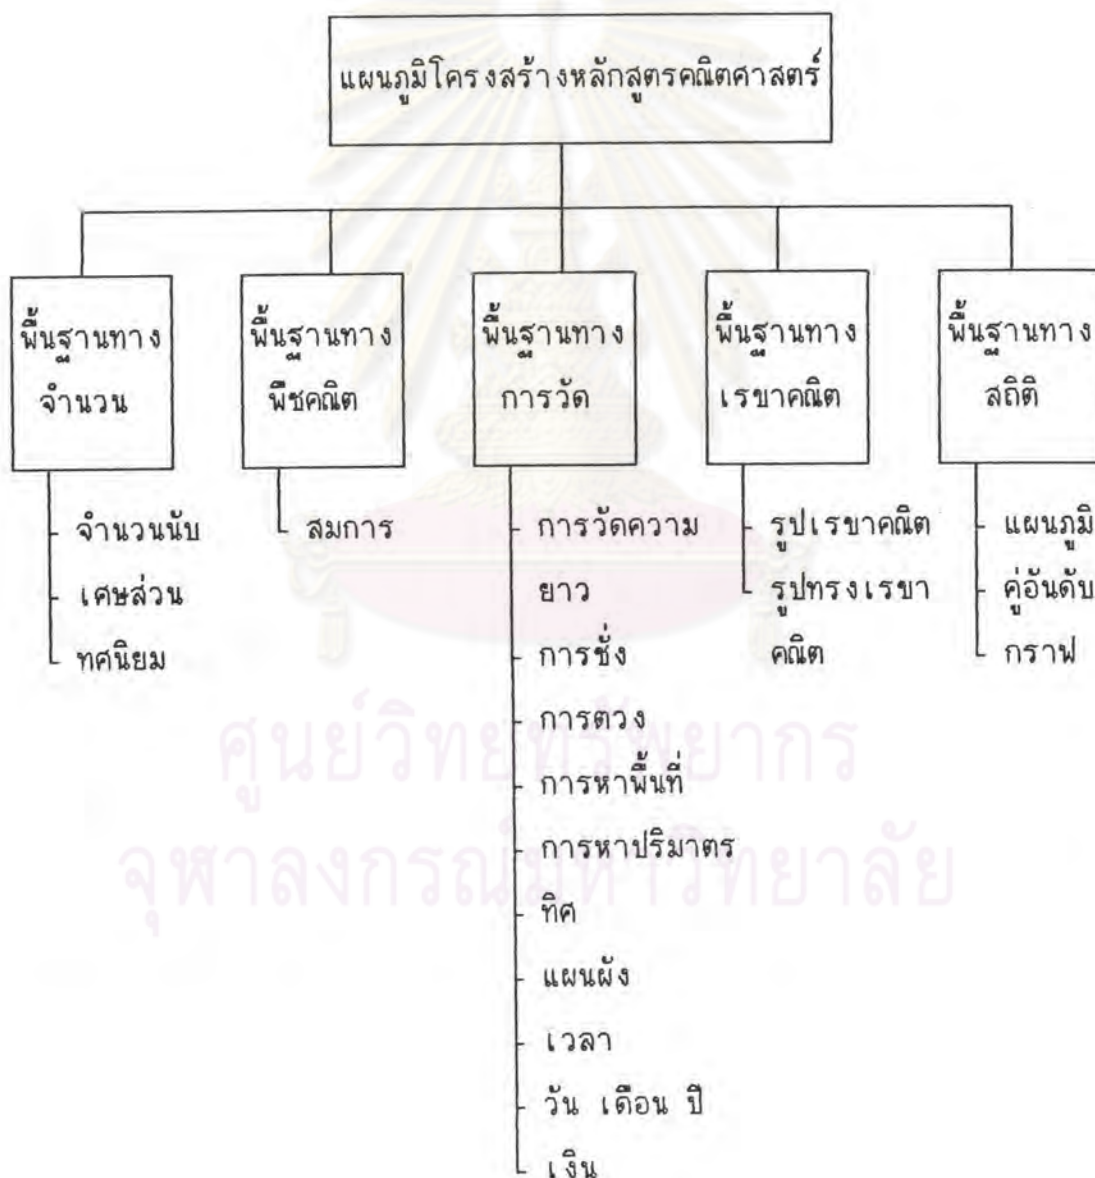 แผนภูมิโครงสร้างหลักสูตรคณิตศาสตร์
พื้นฐานทาง
จำนวน
จำนวนนับ
เศษส่วน
ทศนิยม
พื้นฐานทาง
พีชคณิต
สมการ
พื้นฐานทาง
การวัด
การวัดความ
ยาว
การชั่ง
การตวง
การหาพื้นที่
การหาปริมาตร
ทิศ
แผนผัง
เวลา
วัน เดือน ปี
เงิน
พื้นฐานทาง
เรขาคณิต
รูปเรขาคณิต
รูปทรงเรขา
คณิต
พื้นฐานทาง
สถิติ
แผนภูมิ
คู่อันดับ
กราฟ
ศูนย์วิทยทรัพยากร
จุฬาลงกรณ์มหาวิทยาลัย